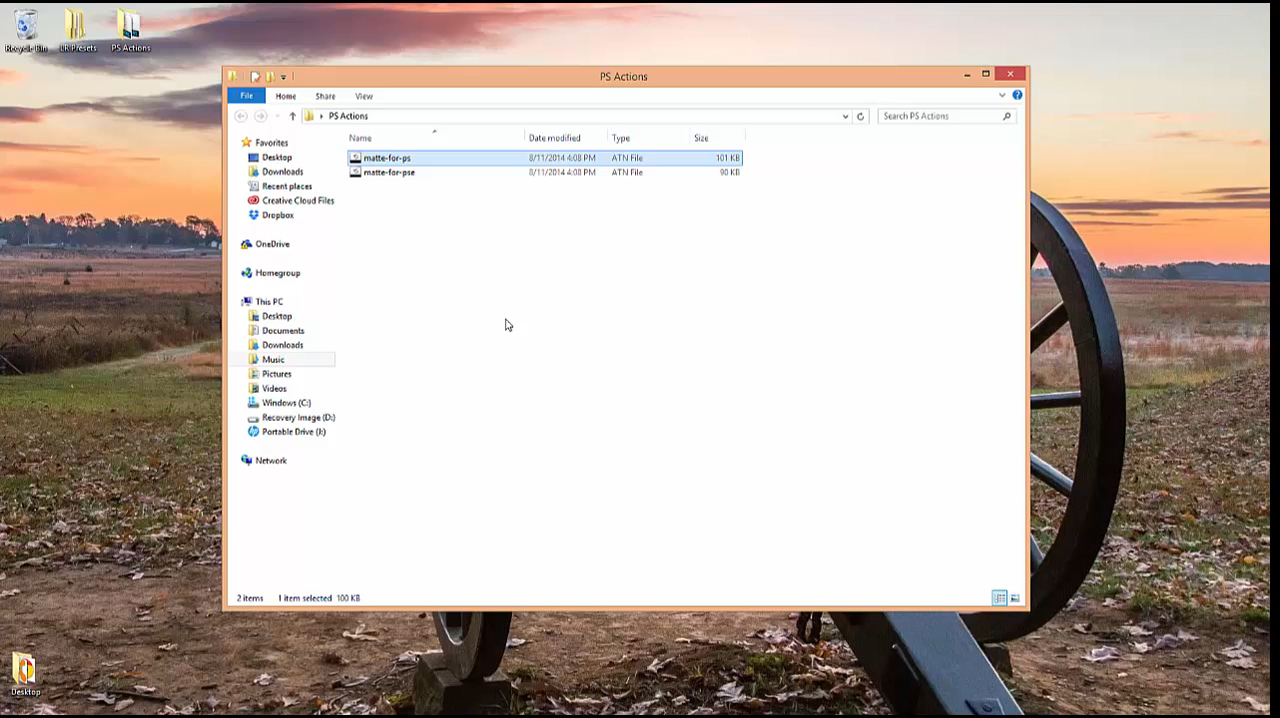 Recycle Bin
LR Presets
PS Actions
PS Actions
File Home Share View
PS Actions
Search PS Actions
Name Date modified Type Size
matte-for-ps 8/11/2014 4:08 PM ATN File 101 KB
matte-for-pse 8/11/2014 4:08 PM ATN File 90 KB
Favorites
Desktop
Downloads
Recent places
Creative Cloud Files
Dropbox
OneDrive
Homegroup
This PC
Desktop
Documents
Downloads
Music
Pictures
Videos
Windows (C:)
Recovery Image (D:)
Portable Drive (J:)
Network
2 items 1 item selected 100 KB
Desktop